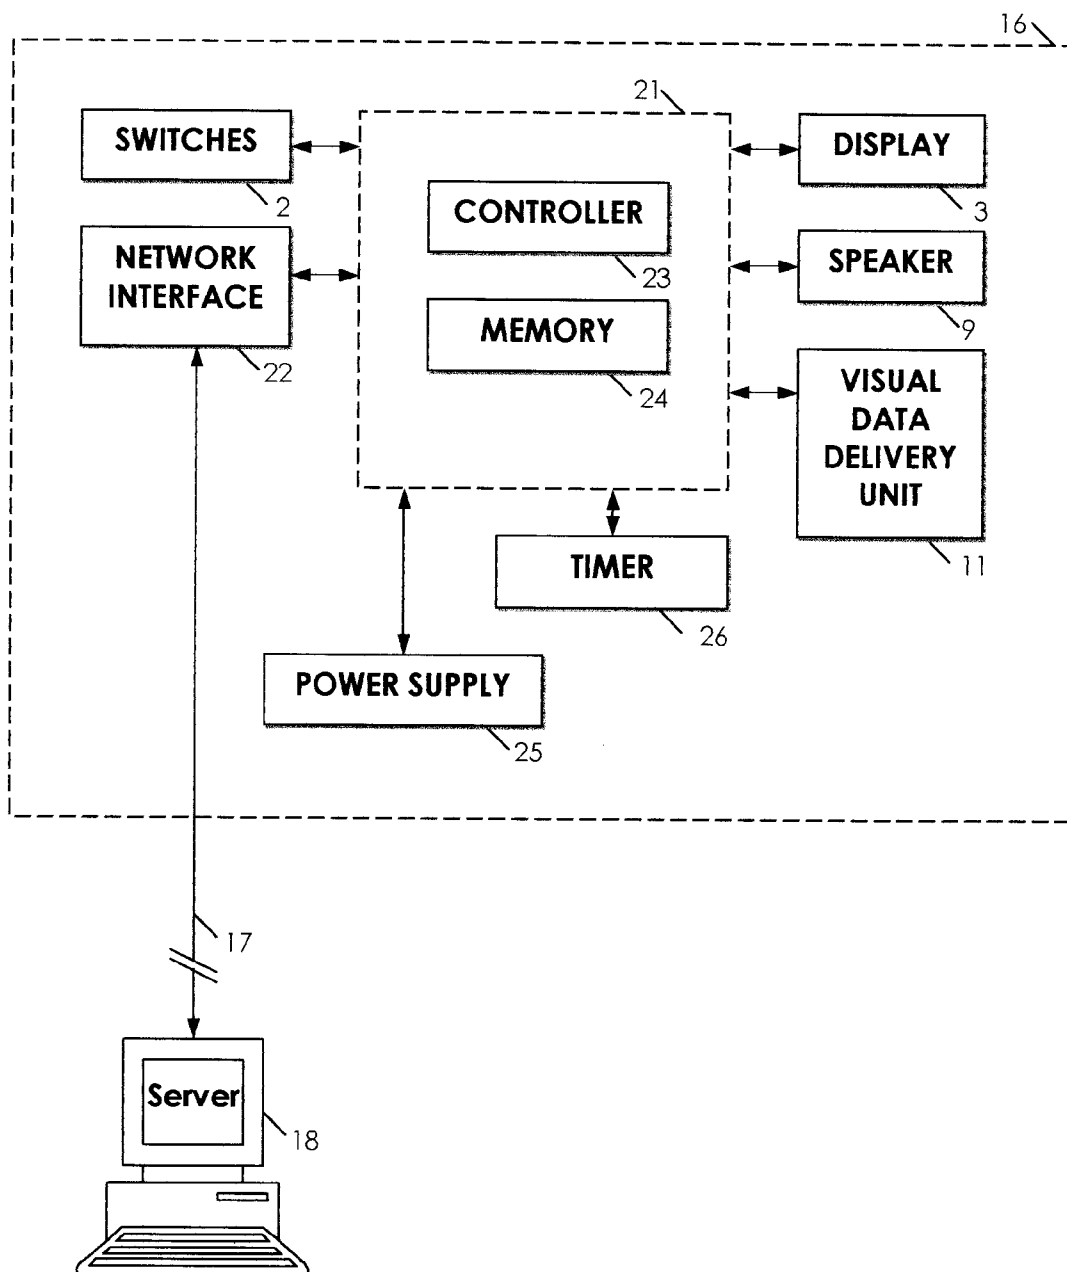 16
21
SWITCHES
2
DISPLAY
3
CONTROLLER
23
NETWORK
INTERFACE
22
SPEAKER
9
MEMORY
24
VISUAL
DATA
DELIVERY
UNIT
11
TIMER
26
POWER SUPPLY
25
17
Server
18